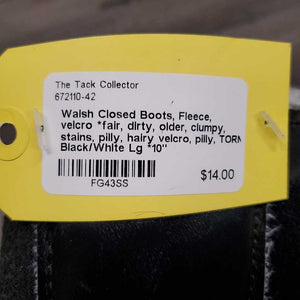 The Tack Collector
672110-42
Walsh Closed Boots, Fleece,
velcro *fair, dirty, older, clumpy,
stains, pilly, hairy velcro, pilly, TORN
Black/White Lg *10"
FG43SS
$14.00